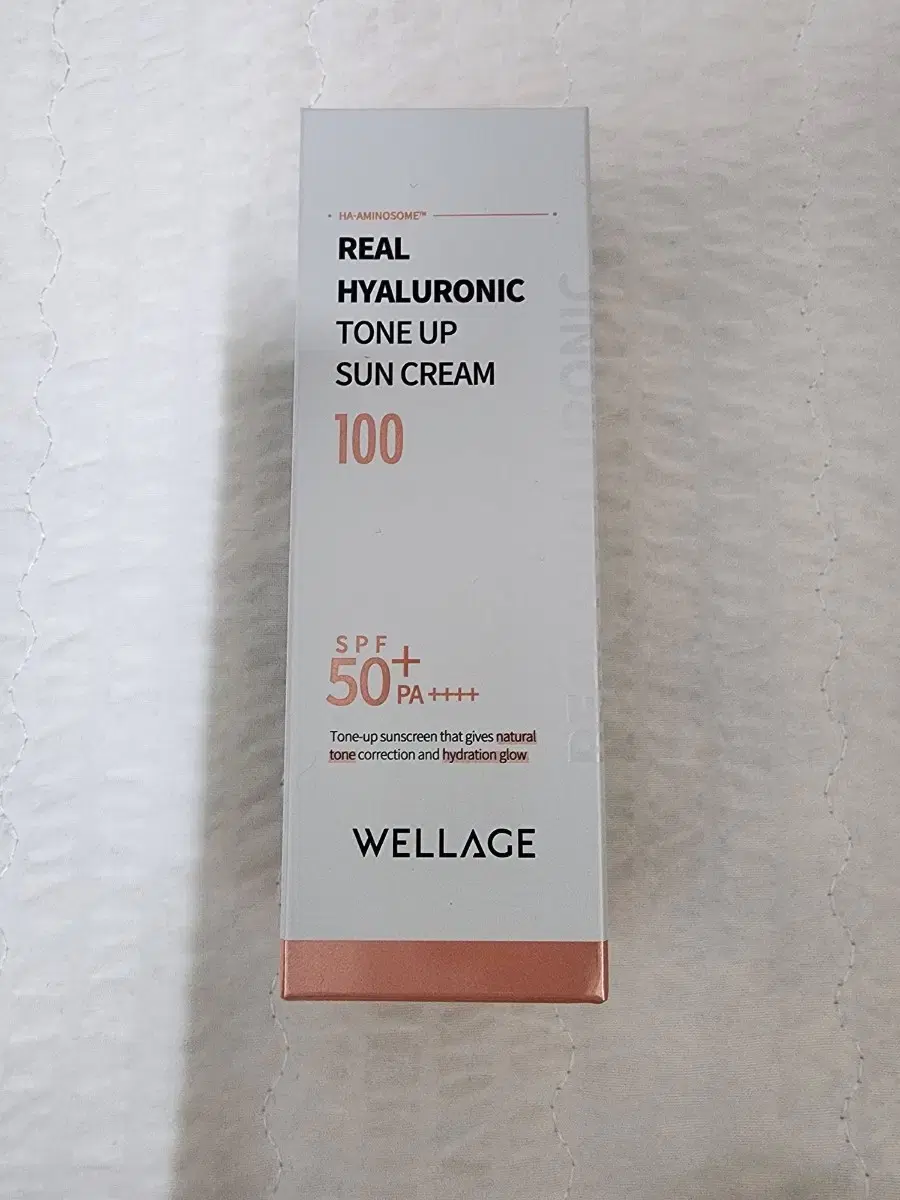 HA-AMINOSOME™
REAL
HYALURONIC
TONE UP
SUN CREAM
100
SPF
50+
PA ++++
Tone-up sunscreen that gives natural
tone correction and hydration glow
WELLAGE